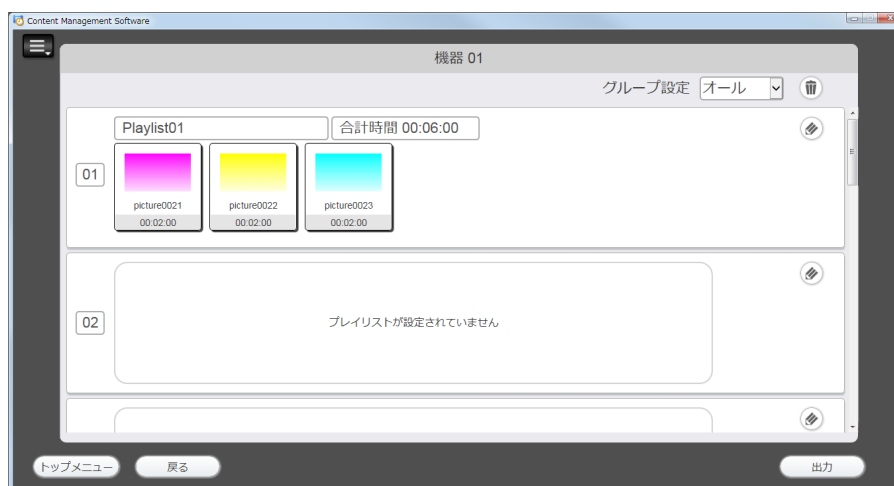 Content Management Software
機器 01
グループ設定 オール
Playlist01 合計時間 00:06:00
01
picture0021 picture0022 picture0023
00:02:00 00:02:00 00:02:00
02
プレイリストが設定されていません
トップメニュー 戻る 出力